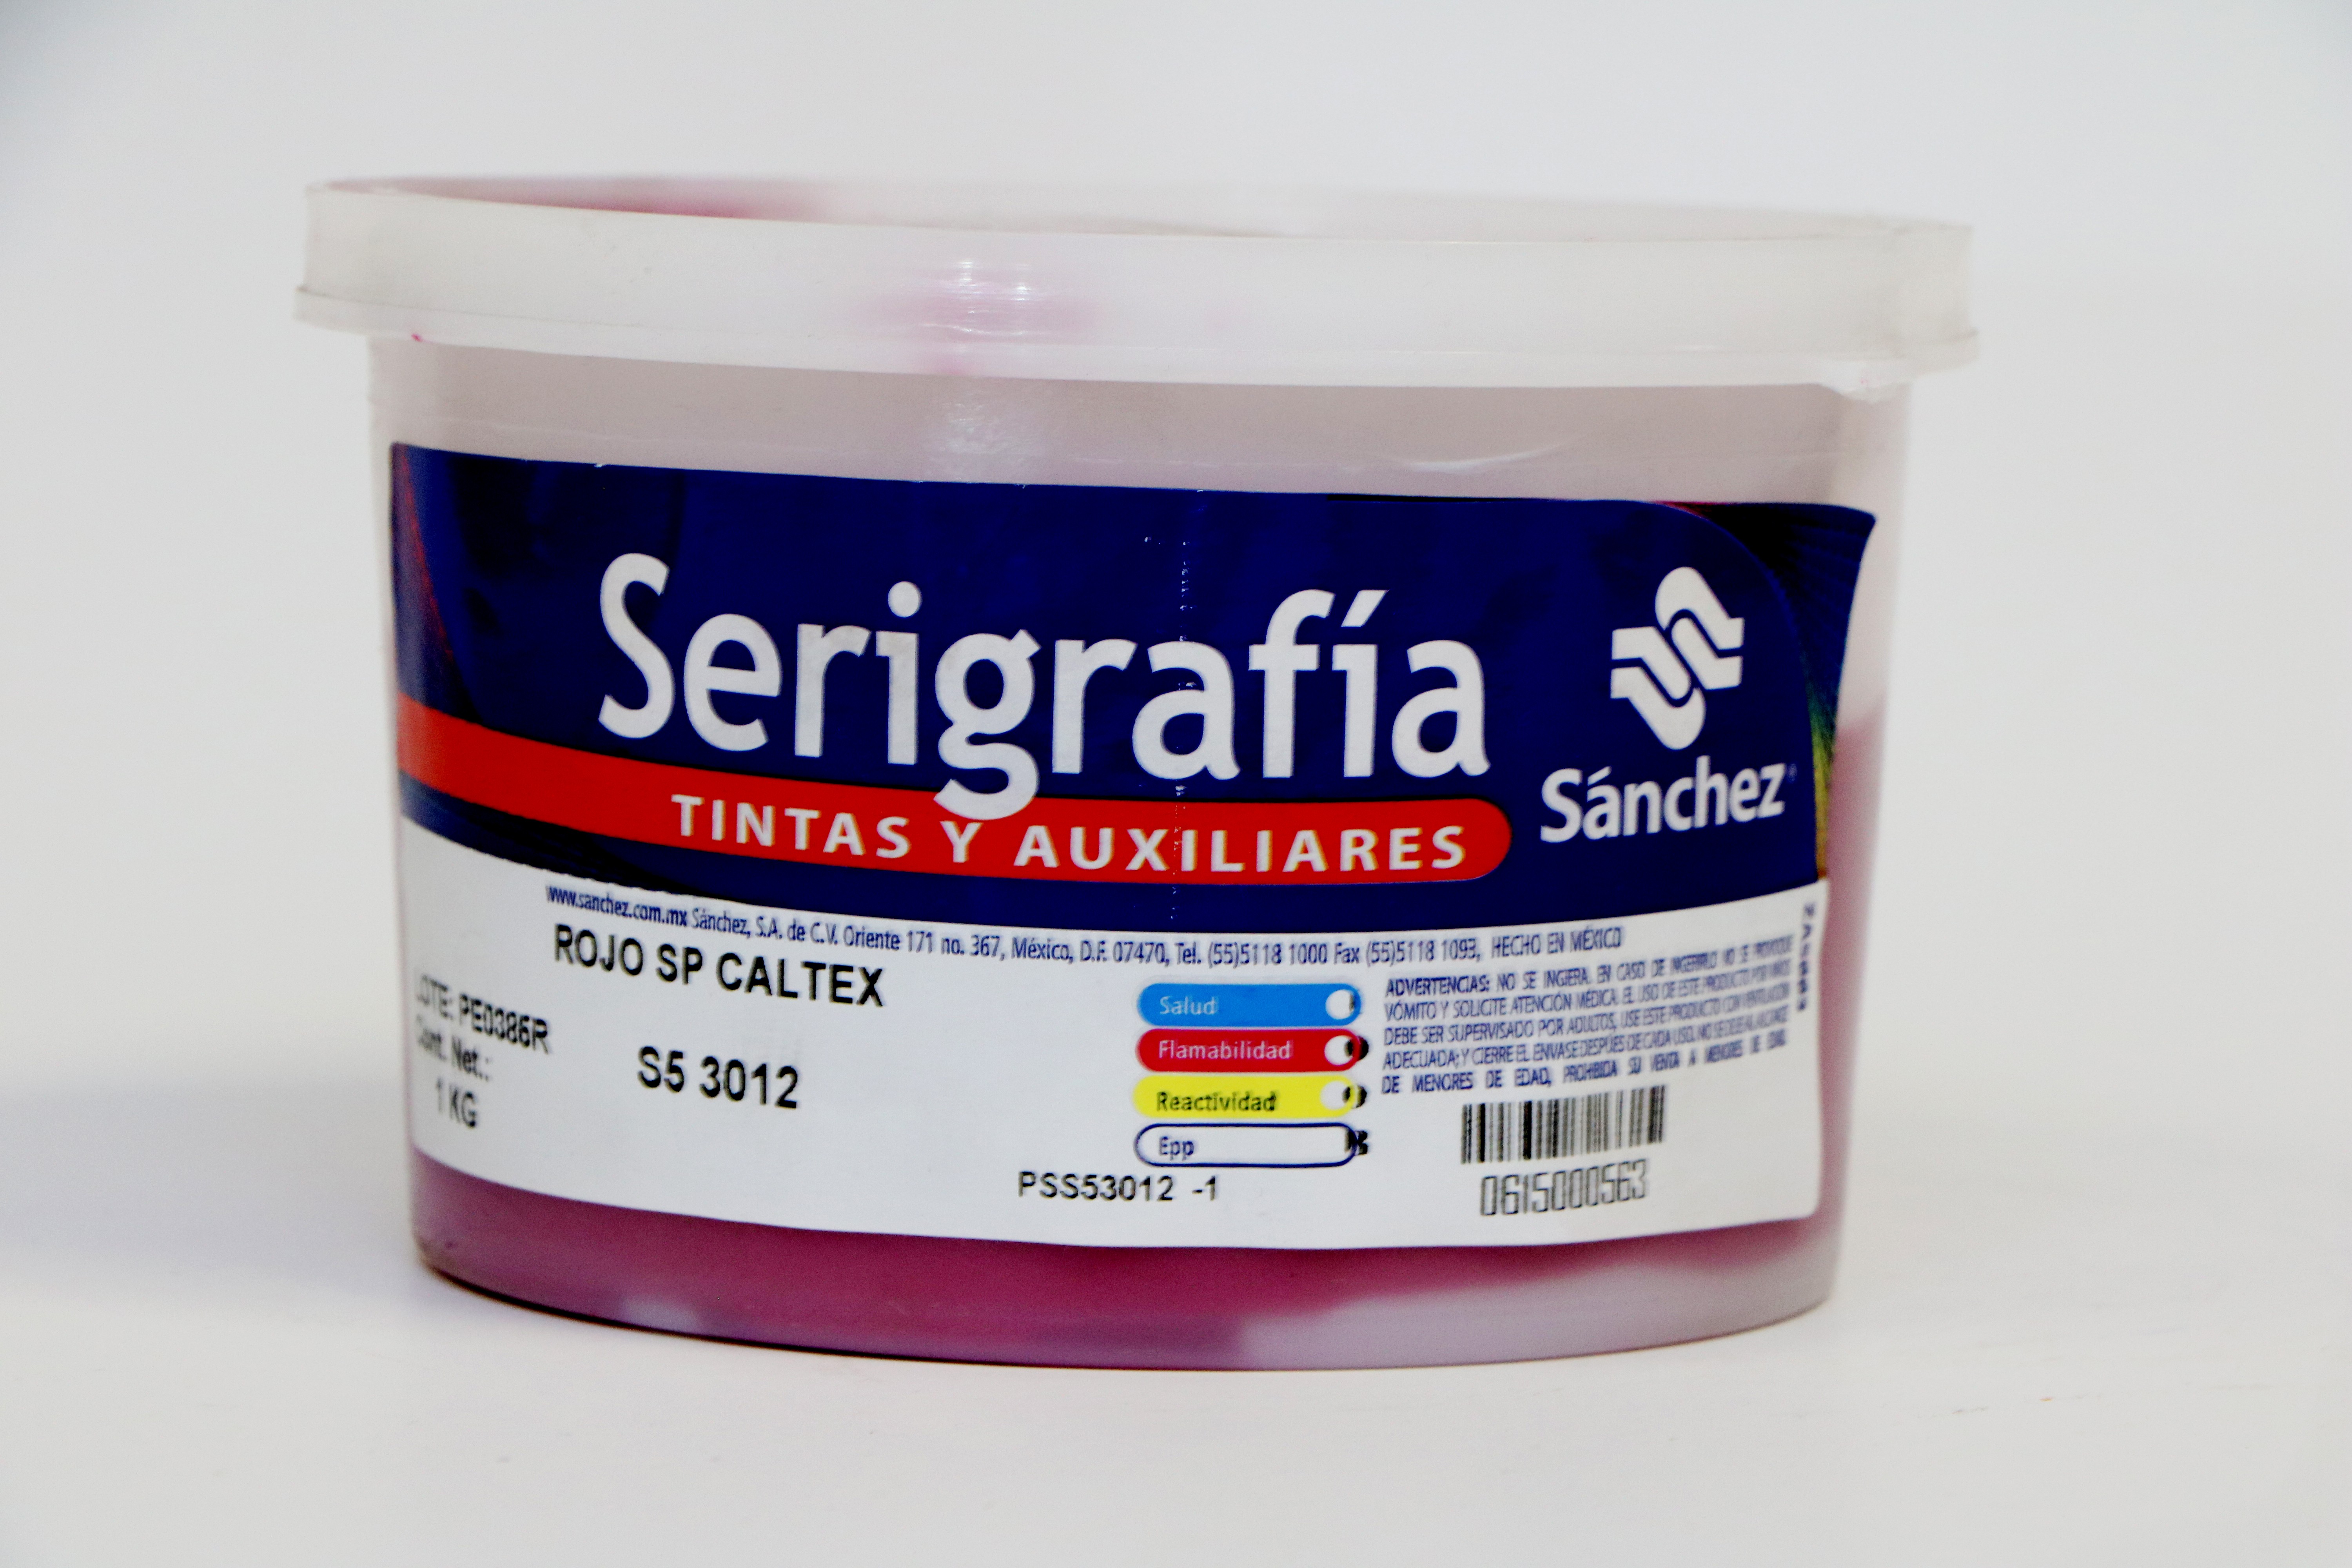 Serigrafía
Sánchez
TINTAS Y AUXILIARES
www.sanchez.com.mx Sánchez, S.A. de C.V. Oriente 171 no. 367, México, D.F. 07470, Tel. (55)5118 1000 Fax (55)5118 1093, HECHO EN MÉXICO
ROJO SP CALTEX
LOTE: PE0386R
Cont. Net.:
1 KG
S5 3012
Salud
Flamabilidad
Reactividad
Epp
PSS53012 -1
ADVERTENCIAS: NO SE INGIERA. EN CASO DE INGERIRLO NO SE PROVOQUE
VÓMITO Y SOLICITE ATENCIÓN MÉDICA. EL USO DE ESTE PRODUCTO POR NIÑOS
DEBE SER SUPERVISADO POR ADULTOS, USE ESTE PRODUCTO CON VENTILACIÓN
ADECUADA; Y CIERRE EL ENVASE DESPUÉS DE CADA USO. NO SE DEJE AL ALCANCE
DE MENORES DE EDAD, PROHIBIDA SU VENTA A MENORES DE EDAD.
0615000563